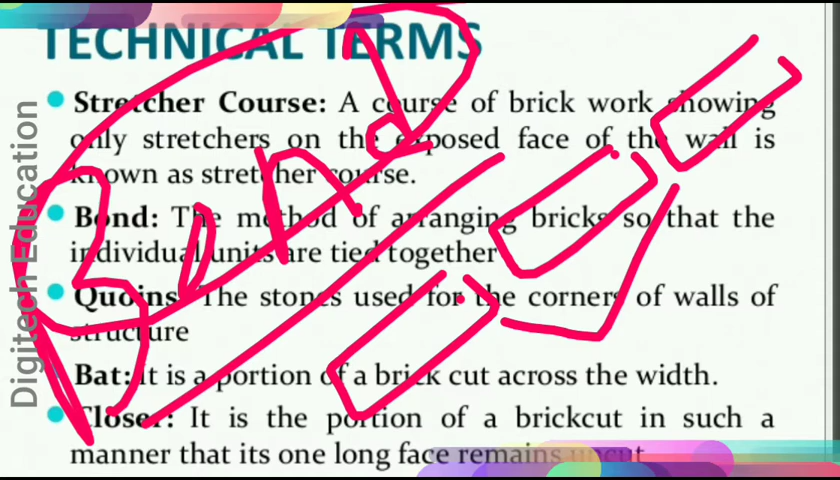 TECHNICAL TERMS
Stretcher Course: A course of brick work showing
only stretchers on the exposed face of the wall is
known as stretcher course.
Bond: The method of arranging bricks so that the
individual units are tied together
Quoins: The stones used for the corners of walls of
structure
Bat: It is a portion of a brick cut across the width.
Closer: It is the portion of a brickcut in such a
manner that its one long face remains uncut
Digitech Education